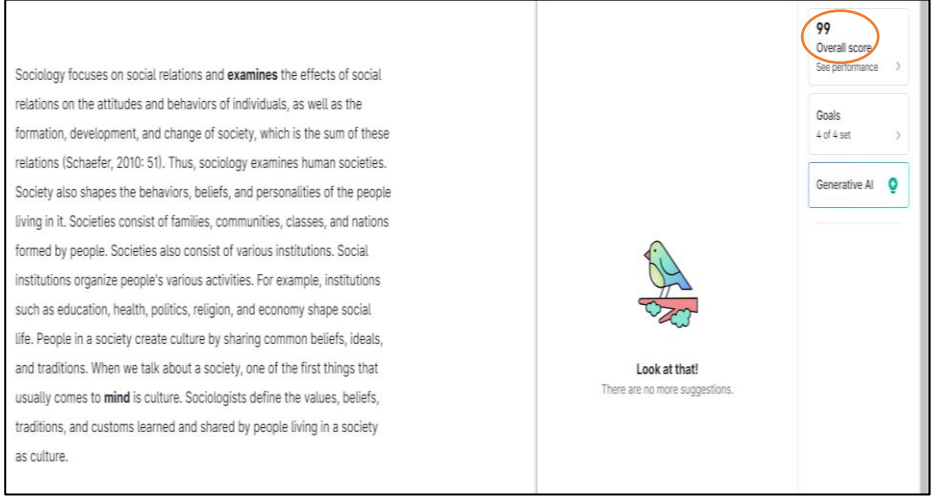 Sociology focuses on social relations and examines the effects of social
relations on the attitudes and behaviors of individuals, as well as the
formation, development, and change of society, which is the sum of these
relations (Schaefer, 2010: 51). Thus, sociology examines human societies.
Society also shapes the behaviors, beliefs, and personalities of the people
living in it. Societies consist of families, communities, classes, and nations
formed by people. Societies also consist of various institutions. Social
institutions organize people's various activities. For example, institutions
such as education, health, politics, religion, and economy shape social
life. People in a society create culture by sharing common beliefs, ideals,
and traditions. When we talk about a society, one of the first things that
usually comes to mind is culture. Sociologists define the values, beliefs,
traditions, and customs learned and shared by people living in a society
as culture.
Look at that!
There are no more suggestions.
99
Overall score
See performance
Goals
4 of 4 set
Generative AI